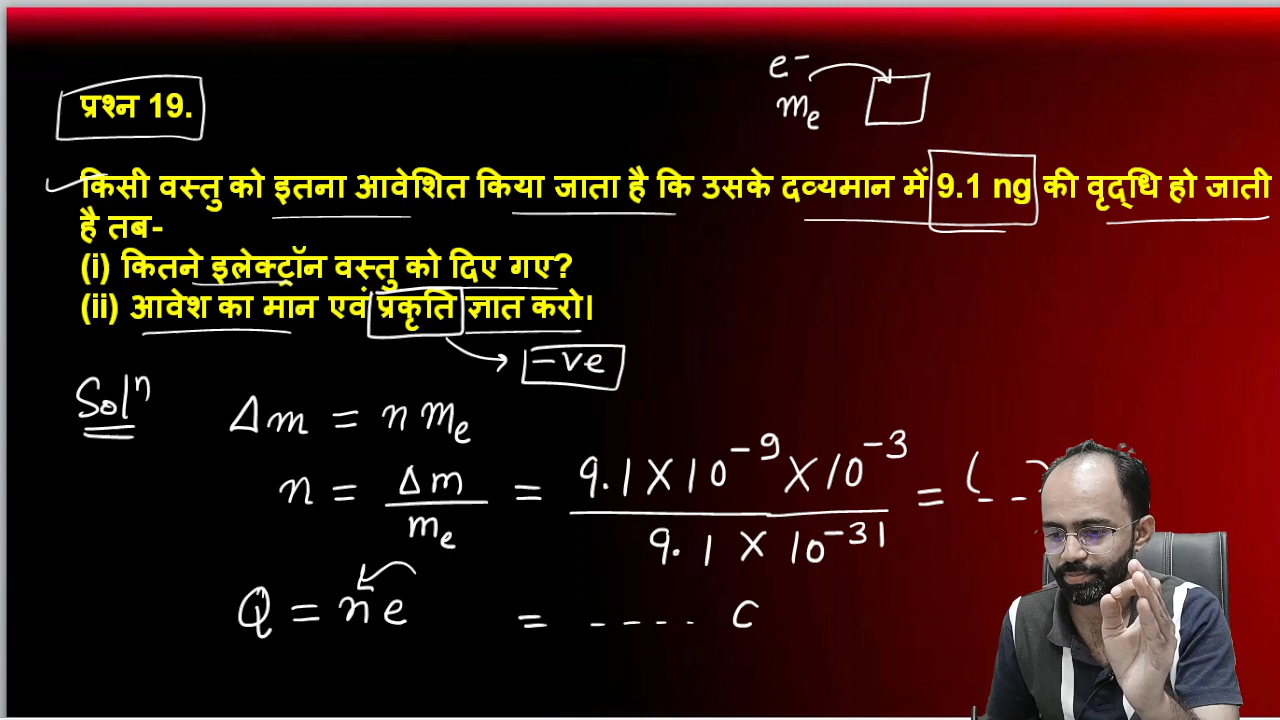 e-
mₑ
प्रश्न 19.
किसी वस्तु को इतना आवेशित किया जाता है कि उसके दव्यमान में 9.1 ng की वृद्धि हो जाती
है तब-
(i) कितने इलेक्ट्रॉन वस्तु को दिए गए?
(ii) आवेश का मान एवं प्रकृति ज्ञात करो।
-ve
Solⁿ
Δm = n mₑ
n = Δm / mₑ = 9.1 X 10⁻⁹ X 10⁻³ / 9.1 X 10⁻³¹ = (--
Q = ne = ---- C